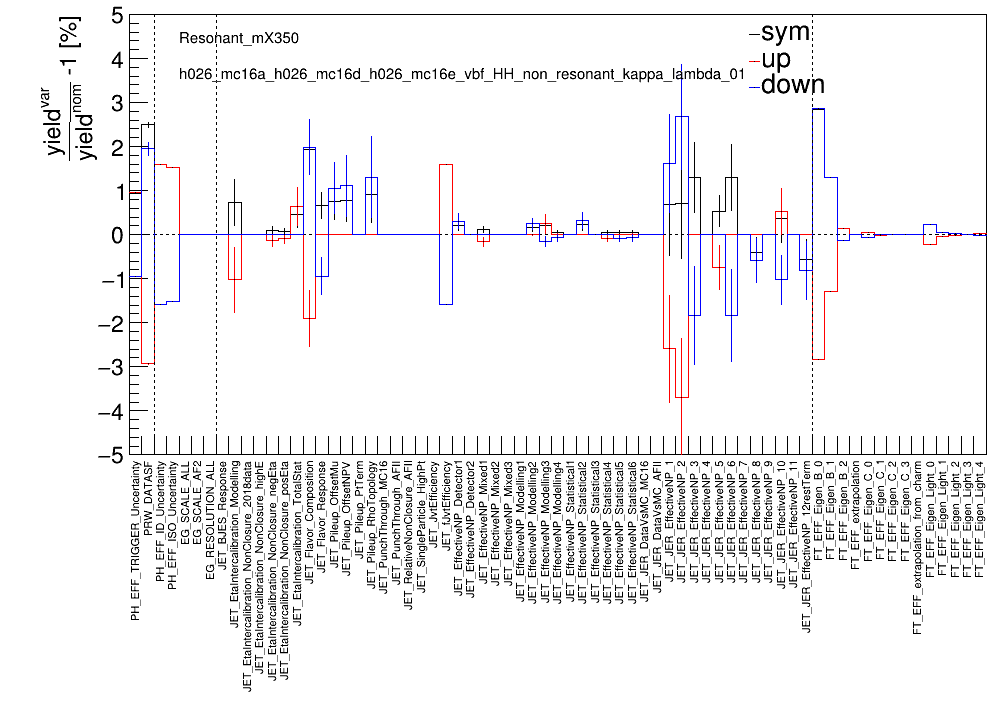 yield^var / yield^nom -1 [%]
5
4
3
2
1
0
−1
−2
−3
−4
−5
Resonant_mX350
h026_mc16a_h026_mc16d_h026_mc16e_vbf_HH_non_resonant_kappa_lambda_01
sym
up
down
PH_EFF_TRIGGER_Uncertainty
PRW_DATASF
PH_EFF_ID_Uncertainty
PH_EFF_ISO_Uncertainty
EG_SCALE_ALL
EG_SCALE_AF2
EG_RESOLUTION_ALL
JET_BJES_Response
JET_EtaIntercalibration_Modelling
JET_EtaIntercalibration_NonClosure_2018data
JET_EtaIntercalibration_NonClosure_highE
JET_EtaIntercalibration_NonClosure_negEta
JET_EtaIntercalibration_NonClosure_posEta
JET_EtaIntercalibration_TotalStat
JET_Flavor_Composition
JET_Flavor_Response
JET_Pileup_OffsetMu
JET_Pileup_OffsetNPV
JET_Pileup_PtTerm
JET_Pileup_RhoTopology
JET_PunchThrough_MC16
JET_PunchThrough_AFII
JET_RelativeNonClosure_AFII
JET_SingleParticle_HighPt
JET_JvtEfficiency
JET_fJvtEfficiency
JET_EffectiveNP_Detector1
JET_EffectiveNP_Detector2
JET_EffectiveNP_Mixed1
JET_EffectiveNP_Mixed2
JET_EffectiveNP_Mixed3
JET_EffectiveNP_Modelling1
JET_EffectiveNP_Modelling2
JET_EffectiveNP_Modelling3
JET_EffectiveNP_Modelling4
JET_EffectiveNP_Statistical1
JET_EffectiveNP_Statistical2
JET_EffectiveNP_Statistical3
JET_EffectiveNP_Statistical4
JET_EffectiveNP_Statistical5
JET_EffectiveNP_Statistical6
JET_JER_DataVsMC_MC16
JET_JER_DataVsMC_AFII
JET_JER_EffectiveNP_1
JET_JER_EffectiveNP_2
JET_JER_EffectiveNP_3
JET_JER_EffectiveNP_4
JET_JER_EffectiveNP_5
JET_JER_EffectiveNP_6
JET_JER_EffectiveNP_7
JET_JER_EffectiveNP_8
JET_JER_EffectiveNP_9
JET_JER_EffectiveNP_10
JET_JER_EffectiveNP_11
JET_JER_EffectiveNP_12restTerm
FT_EFF_Eigen_B_0
FT_EFF_Eigen_B_1
FT_EFF_Eigen_B_2
FT_EFF_extrapolation
FT_EFF_Eigen_C_0
FT_EFF_Eigen_C_1
FT_EFF_Eigen_C_2
FT_EFF_Eigen_C_3
FT_EFF_extrapolation_from_charm
FT_EFF_Eigen_Light_0
FT_EFF_Eigen_Light_1
FT_EFF_Eigen_Light_2
FT_EFF_Eigen_Light_3
FT_EFF_Eigen_Light_4